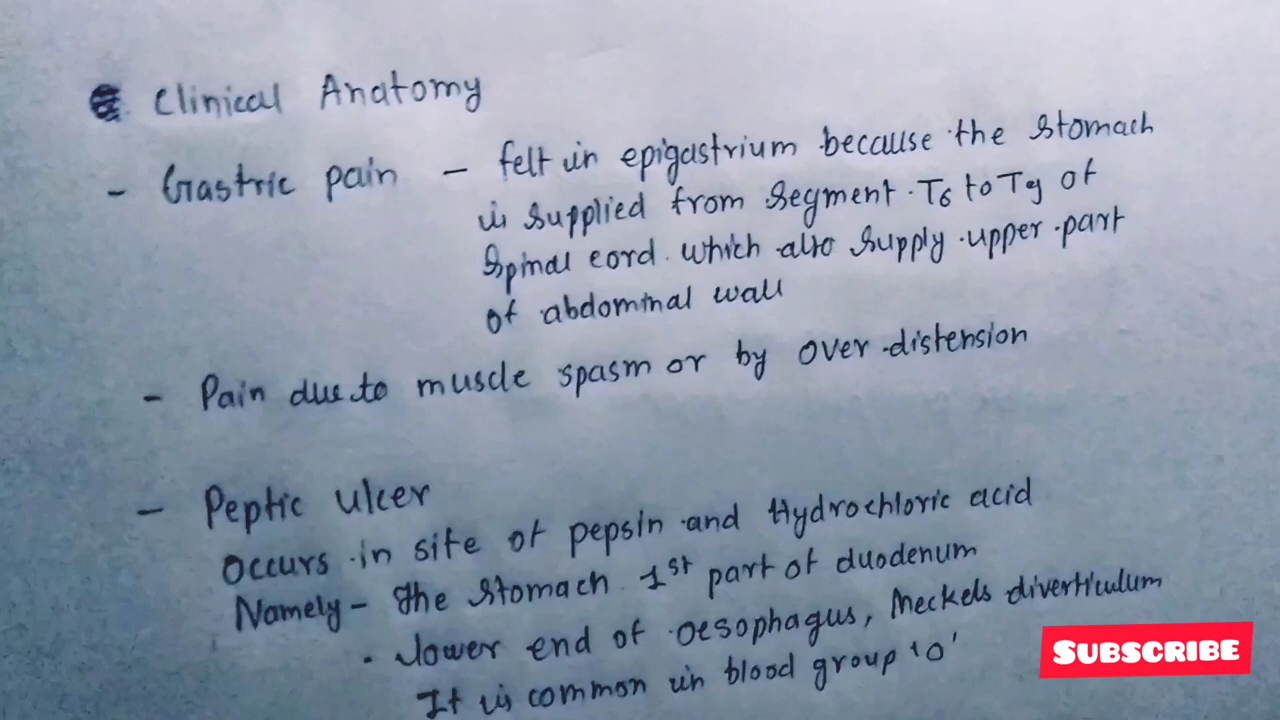 Clinical Anatomy
- Gastric pain - felt in epigastrium because the stomach
is supplied from segment T6 to T9 of
Spinal cord which also supply upper part
of abdominal wall
- Pain due to muscle spasm or by over distension
- Peptic ulcer
Occurs in site of pepsin and Hydrochloric acid
Namely - The stomach 1st part of duodenum
. lower end of oesophagus, Meckels diverticulum
It is common in blood group 'O'
SUBSCRIBE